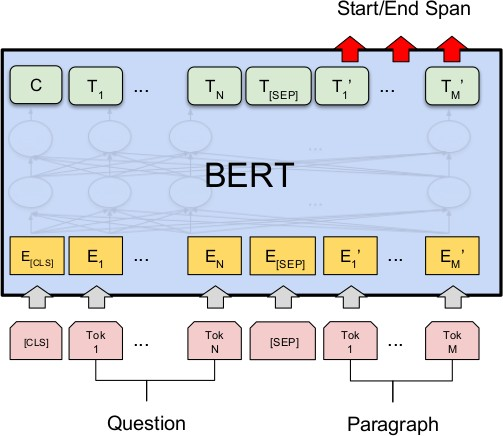 Start/End Span
C T1 ... TN T[SEP] T1' ... TM'
...
BERT
...
E[CLS] E1 ... EN E[SEP] E1' ... EM'
[CLS] Tok 1 ... Tok N [SEP] Tok 1 ... Tok M
Question Paragraph